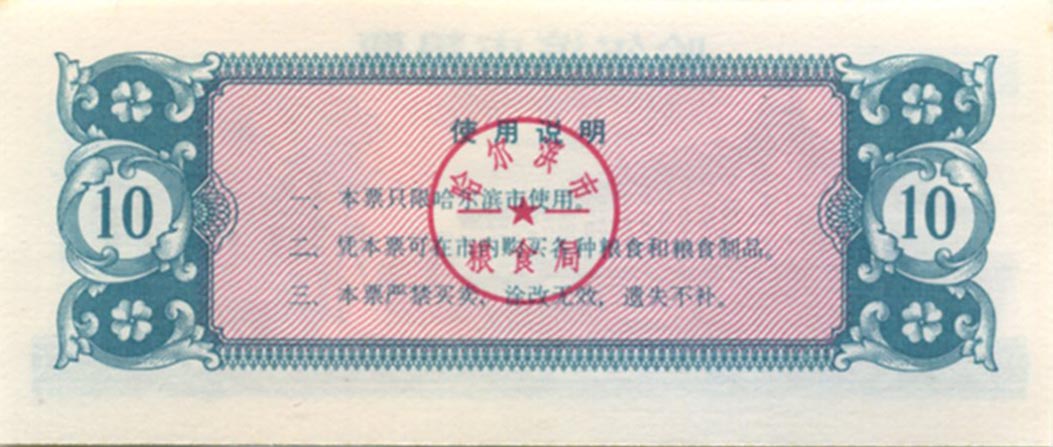 使用说明
一、本票只限哈尔滨市使用。
二、凭本票可在市内购买各种粮食和粮食制品。
三、本票严禁买卖，涂改无效，遗失不补。
哈尔滨市
粮食局
10
10